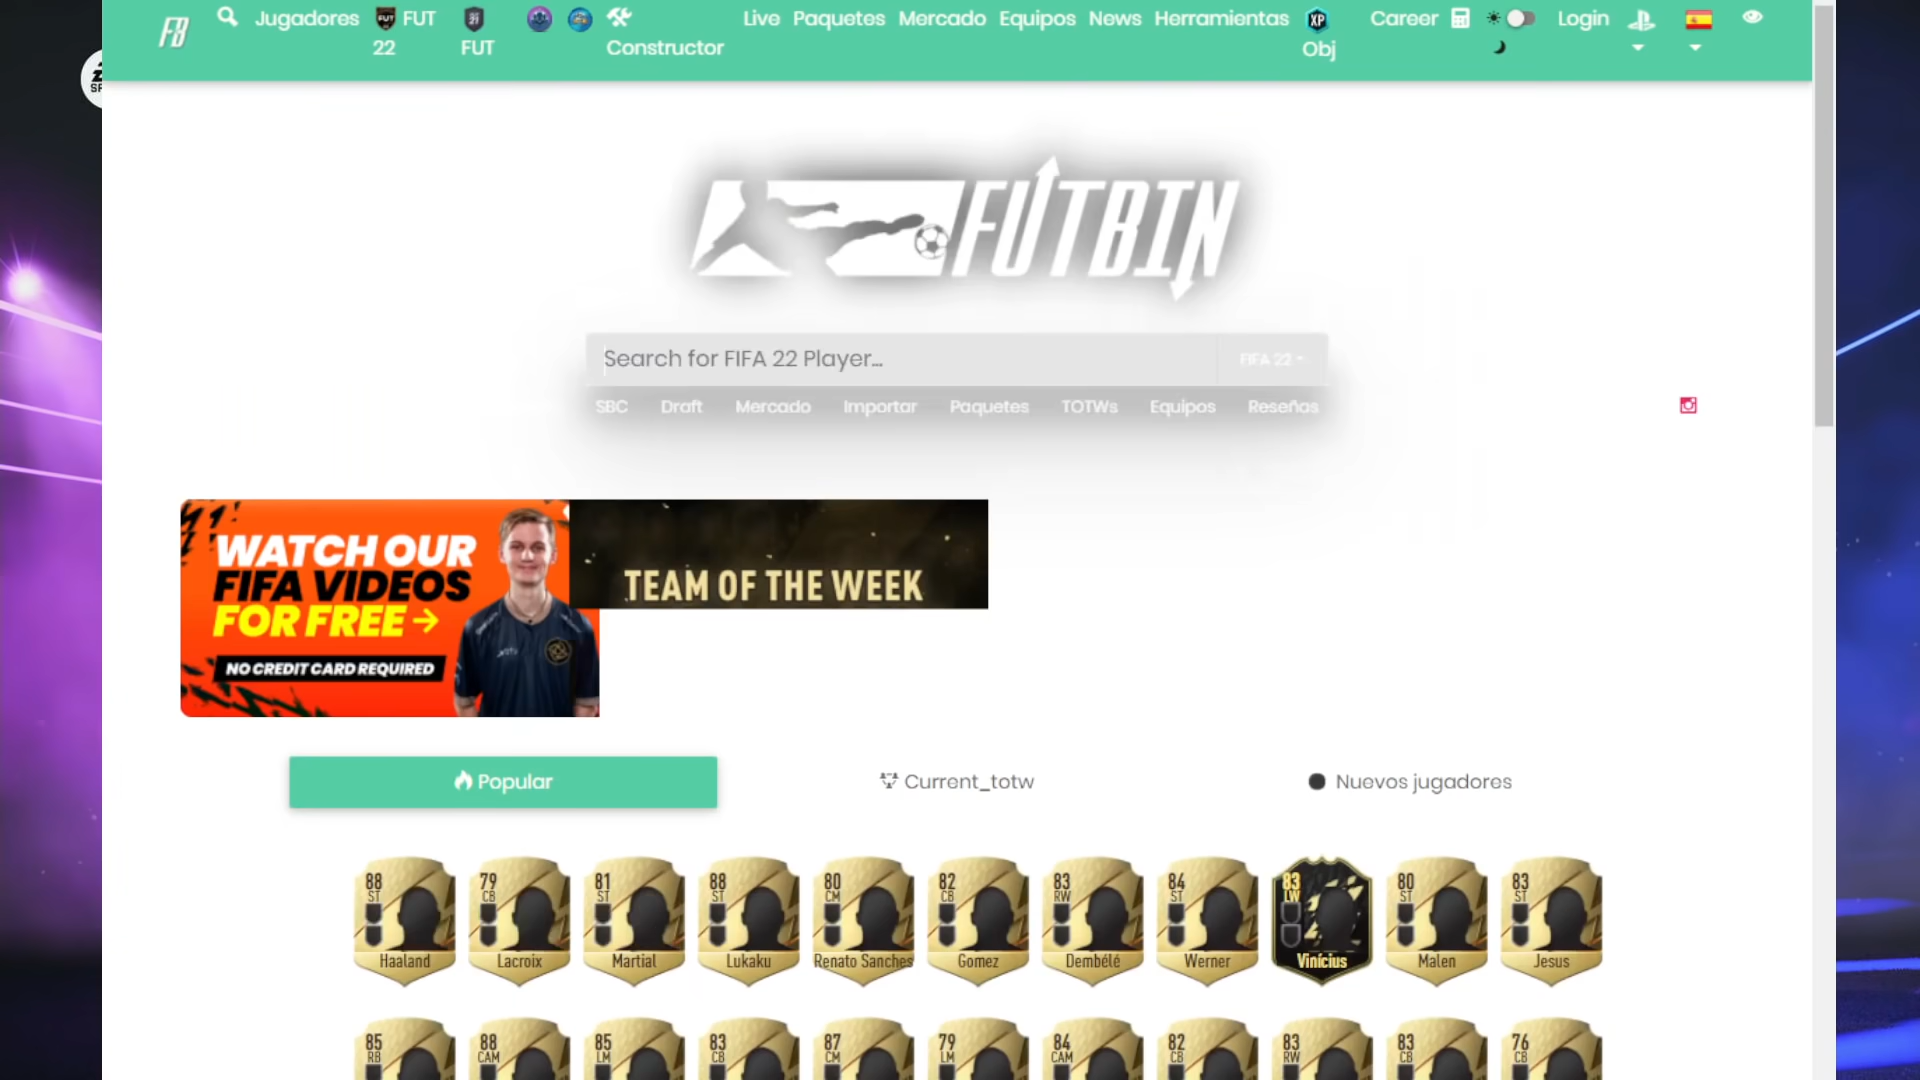 Jugadores
FUT 22
FUT
Constructor
Live
Paquetes
Mercado
Equipos
News
Herramientas
XP
Obj
Career
Login
FUTBIN
Search for FIFA 22 Player...
FIFA 22
SBC
Draft
Mercado
Importar
Paquetes
TOTWs
Equipos
Reseñas
WATCH OUR
FIFA VIDEOS
FOR FREE →
NO CREDIT CARD REQUIRED
TEAM OF THE WEEK
Popular
Current_totw
Nuevos jugadores
88 ST Haaland
79 CB Lacroix
81 ST Martial
88 ST Lukaku
80 CM Renato Sanches
82 CB Gomez
83 RW Dembélé
84 ST Werner
83 LW Vinícius
80 ST Malen
83 ST Jesus
85 RB
88 CAM
85 LM
83 CB
87 CM
79 LM
84 CAM
82 CB
83 RW
83 CB
76 CB